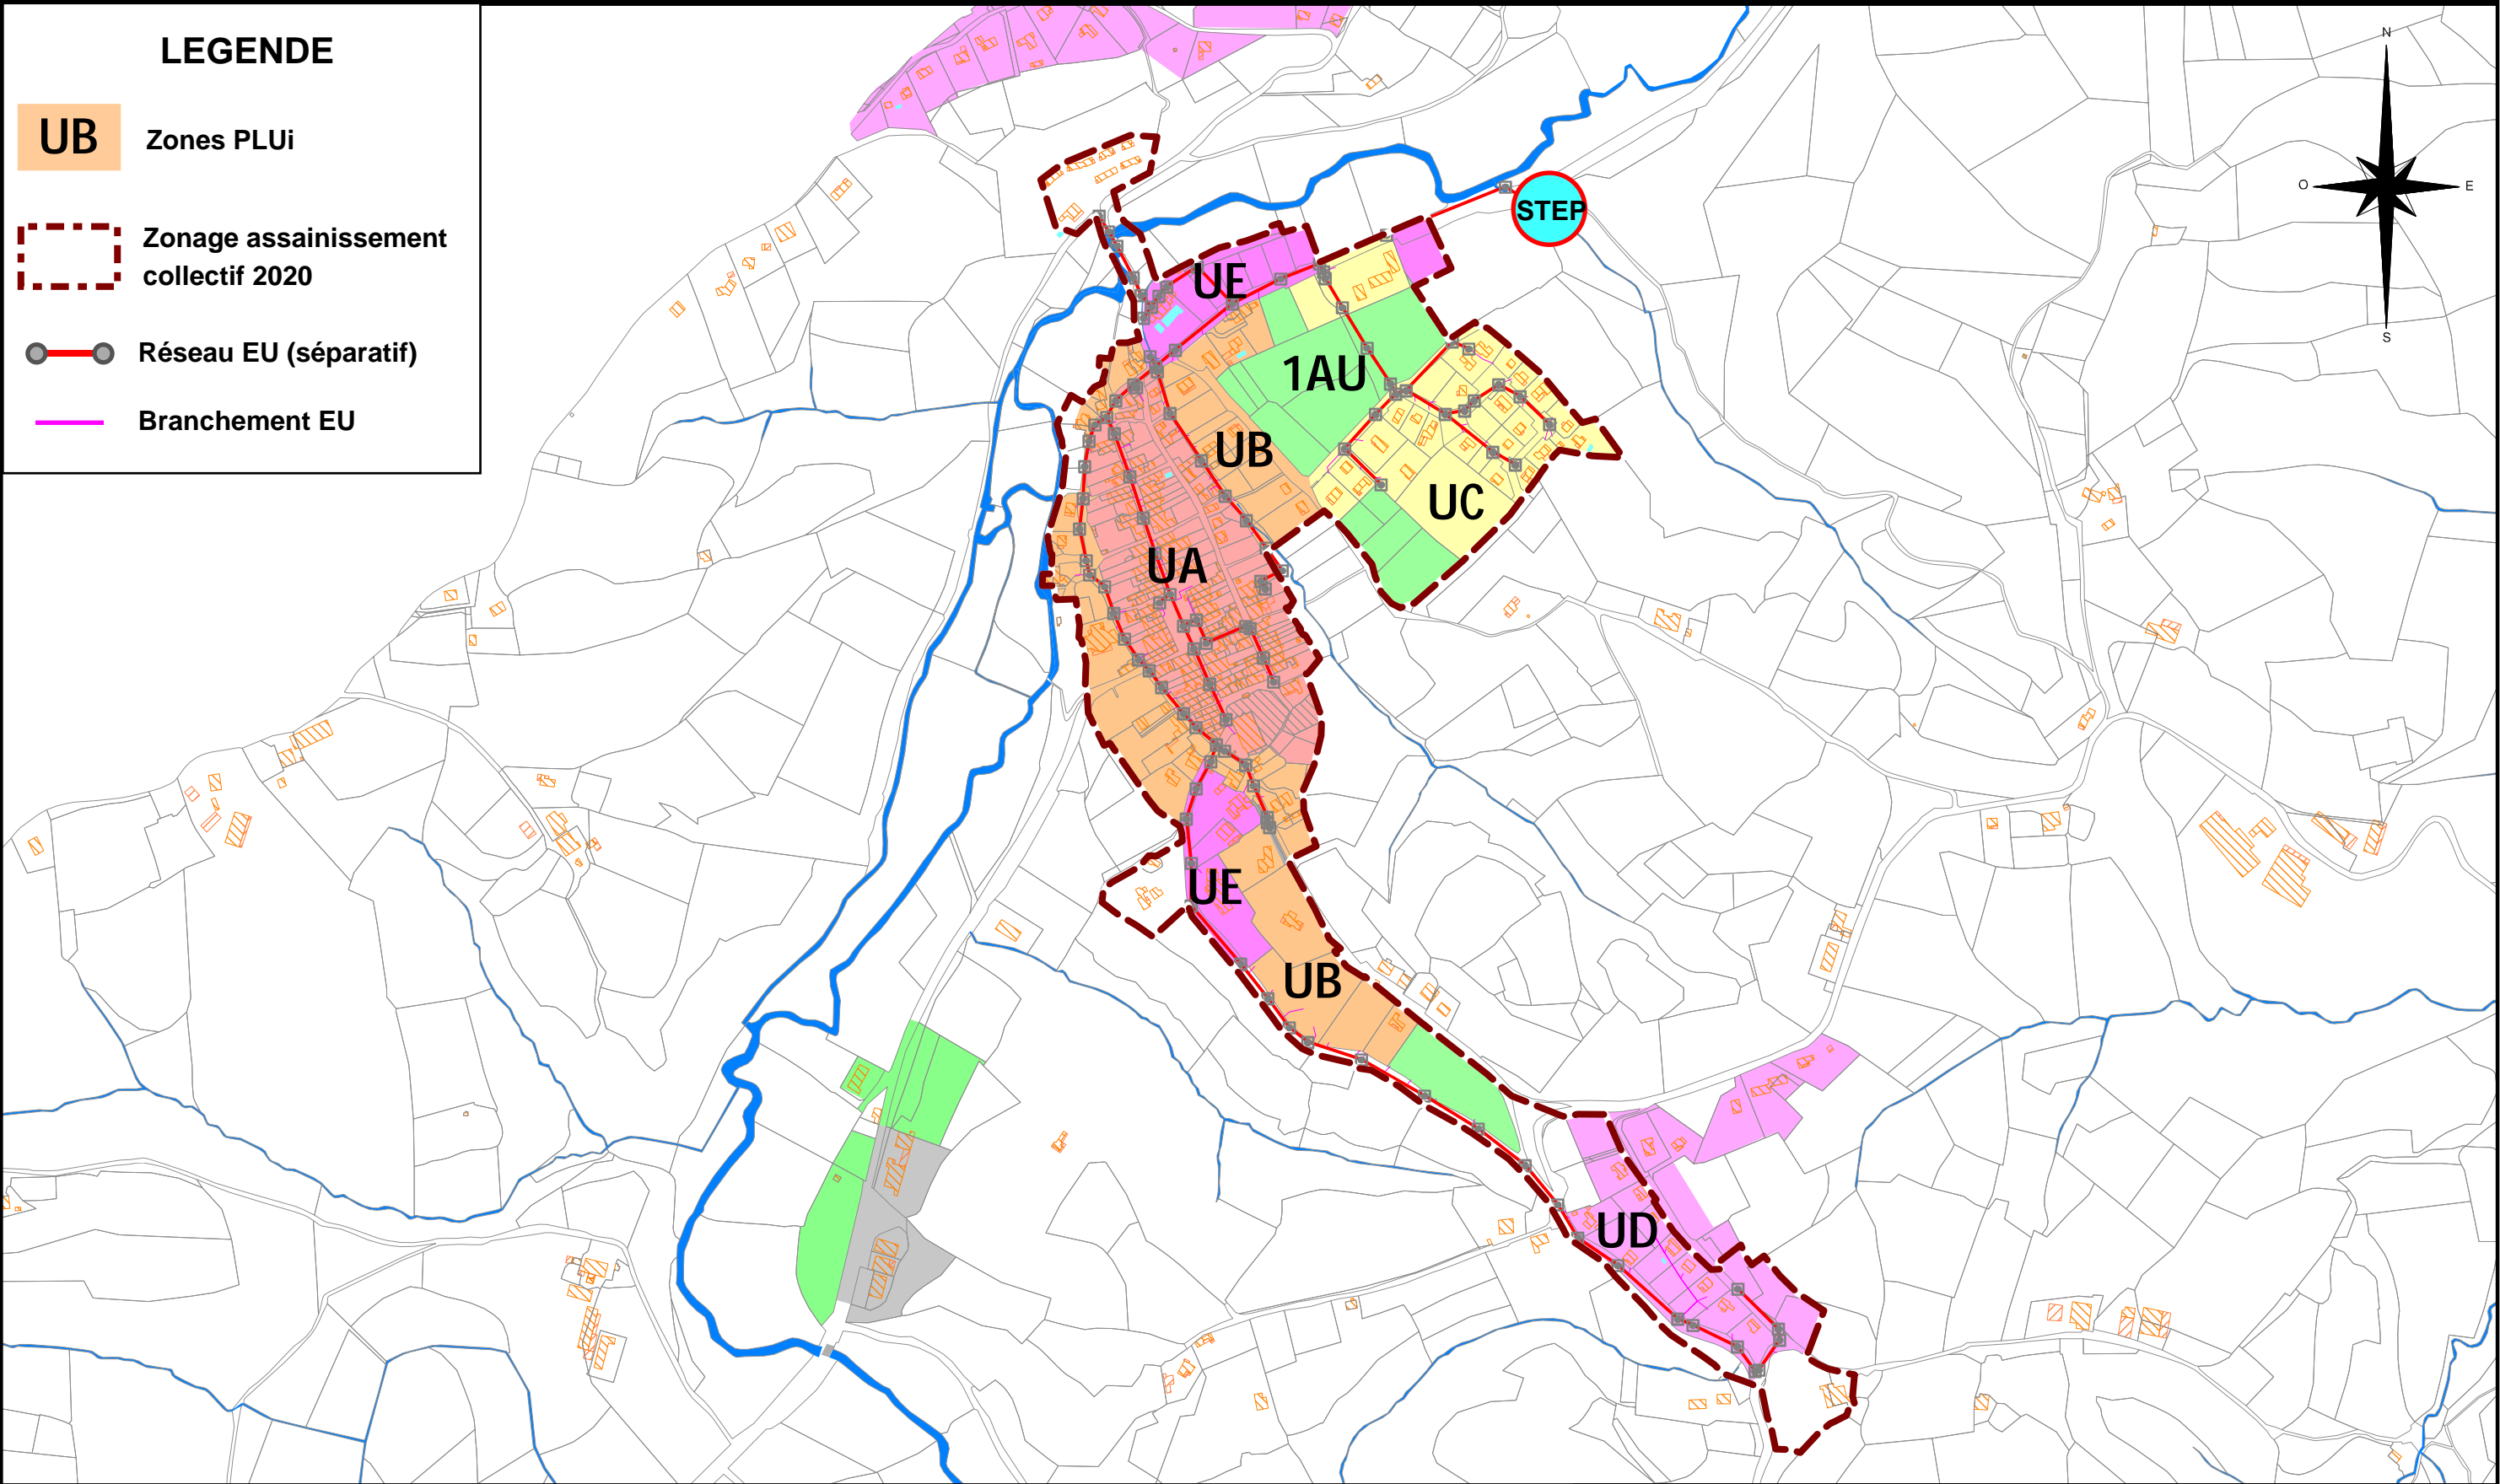 LEGENDE
UB
Zones PLUi
Zonage assainissement
collectif 2020
Réseau EU (séparatif)
Branchement EU
N
O
E
S
STEP
UE
1AU
UB
UC
UA
UE
UB
UD